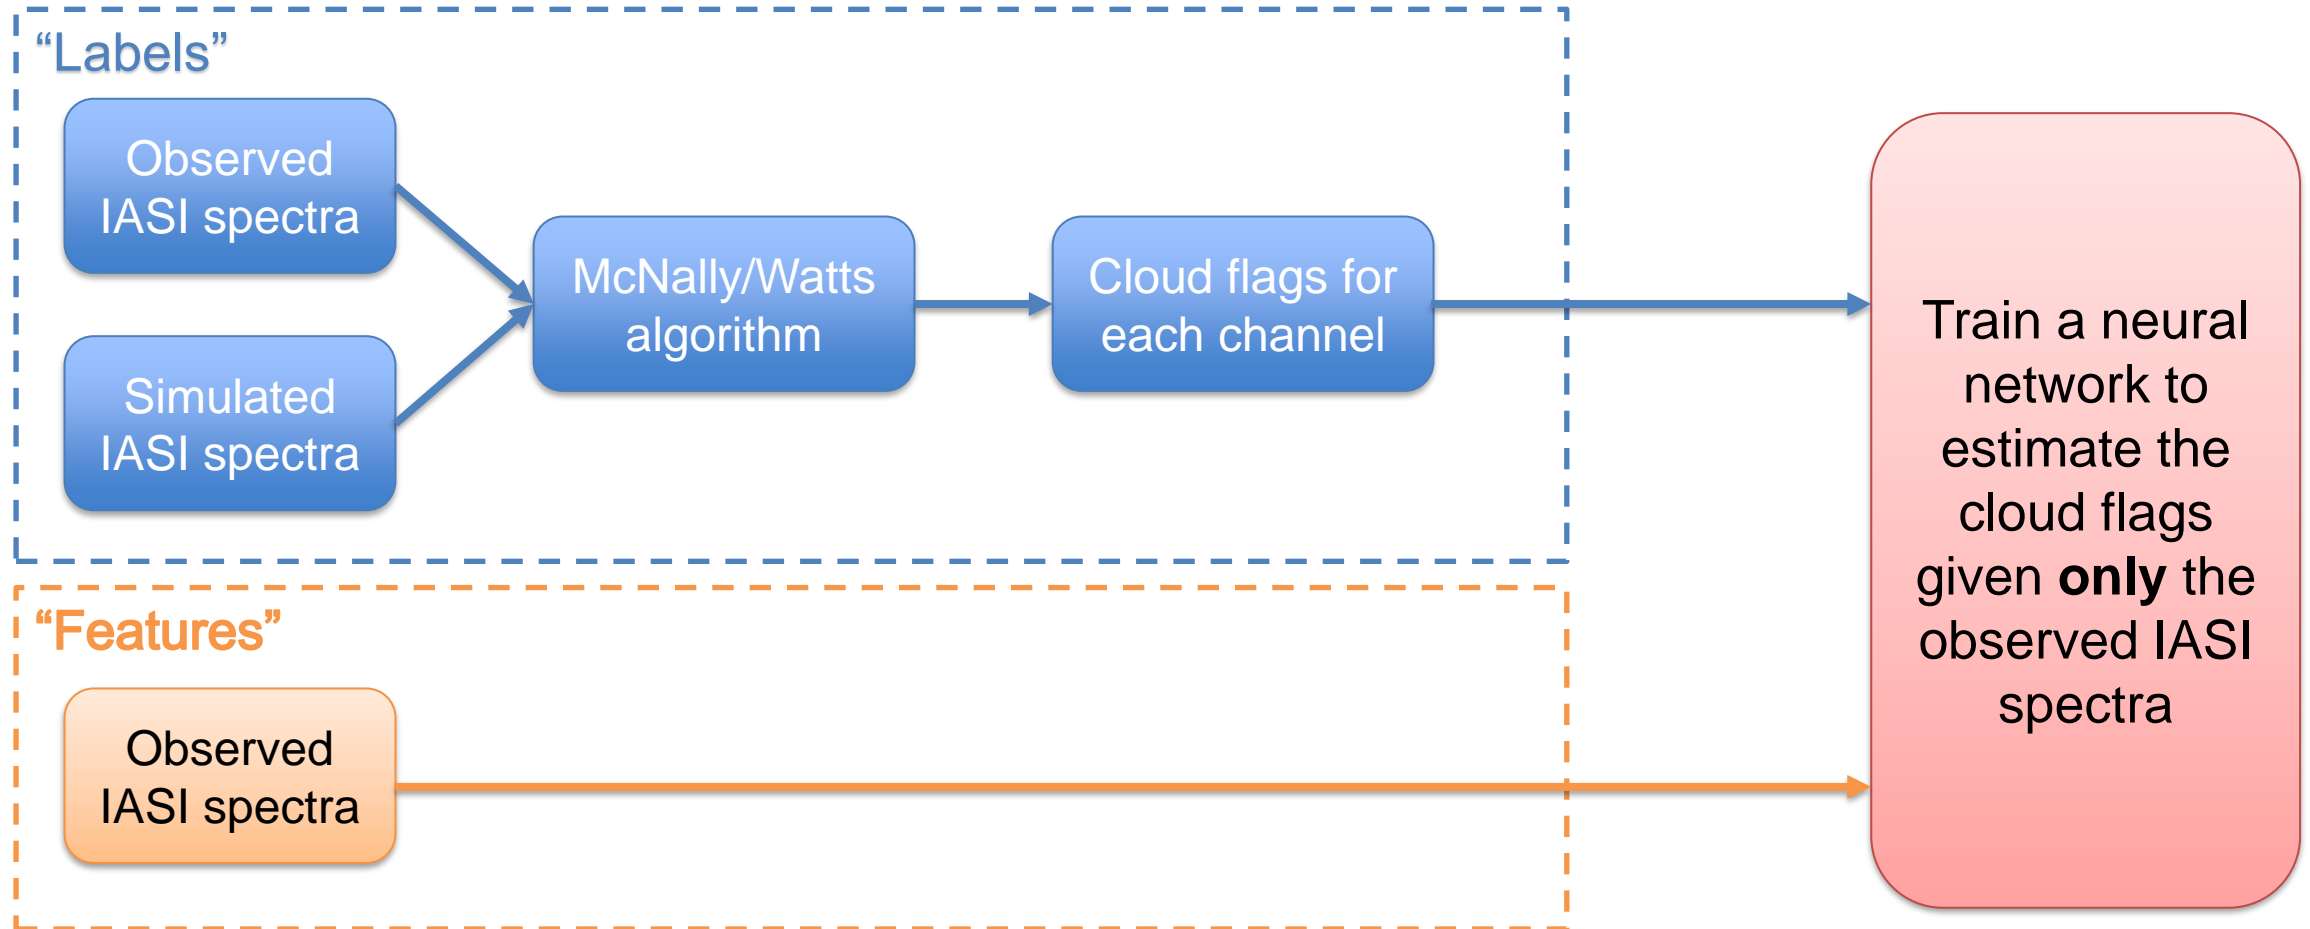 “Labels”
Observed
IASI spectra
Simulated
IASI spectra
McNally/Watts
algorithm
Cloud flags for
each channel
“Features”
Observed
IASI spectra
Train a neural
network to
estimate the
cloud flags
given only the
observed IASI
spectra